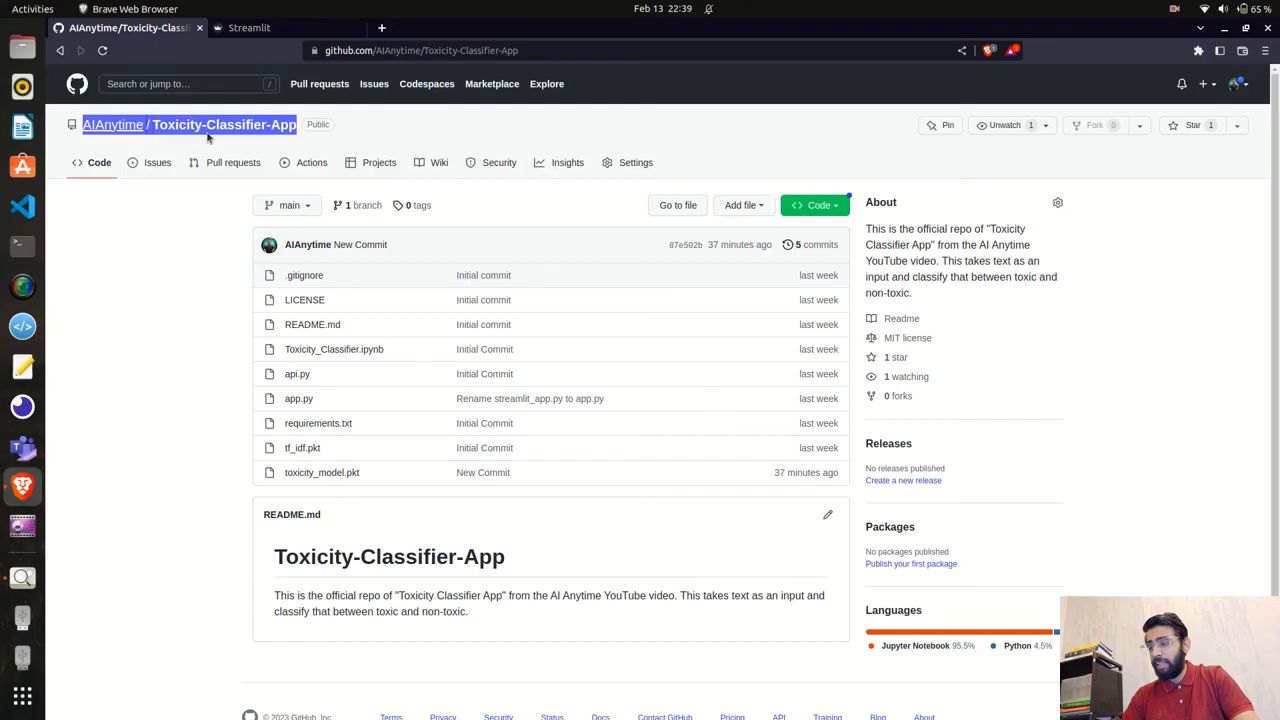 Feb 13 22:39
AIAnytime/Toxicity-Classifi
Streamlit
github.com/AIAnytime/Toxicity-Classifier-App
Search or jump to…
/
Pull requests
Issues
Codespaces
Marketplace
Explore
AIAnytime / Toxicity-Classifier-App
Public
Pin
Unwatch 1
Fork 0
Star 1
Code
Issues
Pull requests
Actions
Projects
Wiki
Security
Insights
Settings
main
1 branch
0 tags
Go to file
Add file
Code
AIAnytime New Commit
87e502b 37 minutes ago
5 commits
.gitignore Initial commit last week
LICENSE Initial commit last week
README.md Initial commit last week
Toxicity_Classifier.ipynb Initial Commit last week
api.py Initial Commit last week
app.py Rename streamlit_app.py to app.py last week
requirements.txt Initial Commit last week
tf_idf.pkt Initial Commit last week
toxicity_model.pkt New Commit 37 minutes ago
README.md
Toxicity-Classifier-App
This is the official repo of "Toxicity Classifier App" from the AI Anytime YouTube video. This takes text as an input and
classify that between toxic and non-toxic.
About
This is the official repo of "Toxicity
Classifier App" from the AI Anytime
YouTube video. This takes text as an
input and classify that between toxic and
non-toxic.
Readme
MIT license
1 star
1 watching
0 forks
Releases
No releases published
Create a new release
Packages
No packages published
Publish your first package
Languages
Jupyter Notebook 95.5%
Python 4.5%
© 2023 GitHub, Inc.
Terms
Privacy
Security
Status
Docs
Contact GitHub
Pricing
API
Training
Blog
About